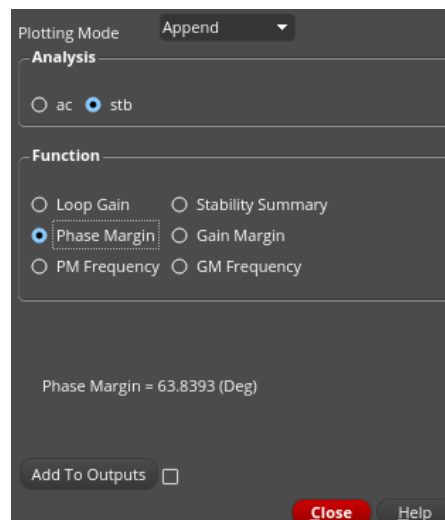 Plotting Mode Append
Analysis
ac stb
Function
Loop Gain Stability Summary
Phase Margin Gain Margin
PM Frequency GM Frequency
Phase Margin = 63.8393 (Deg)
Add To Outputs
Close Help